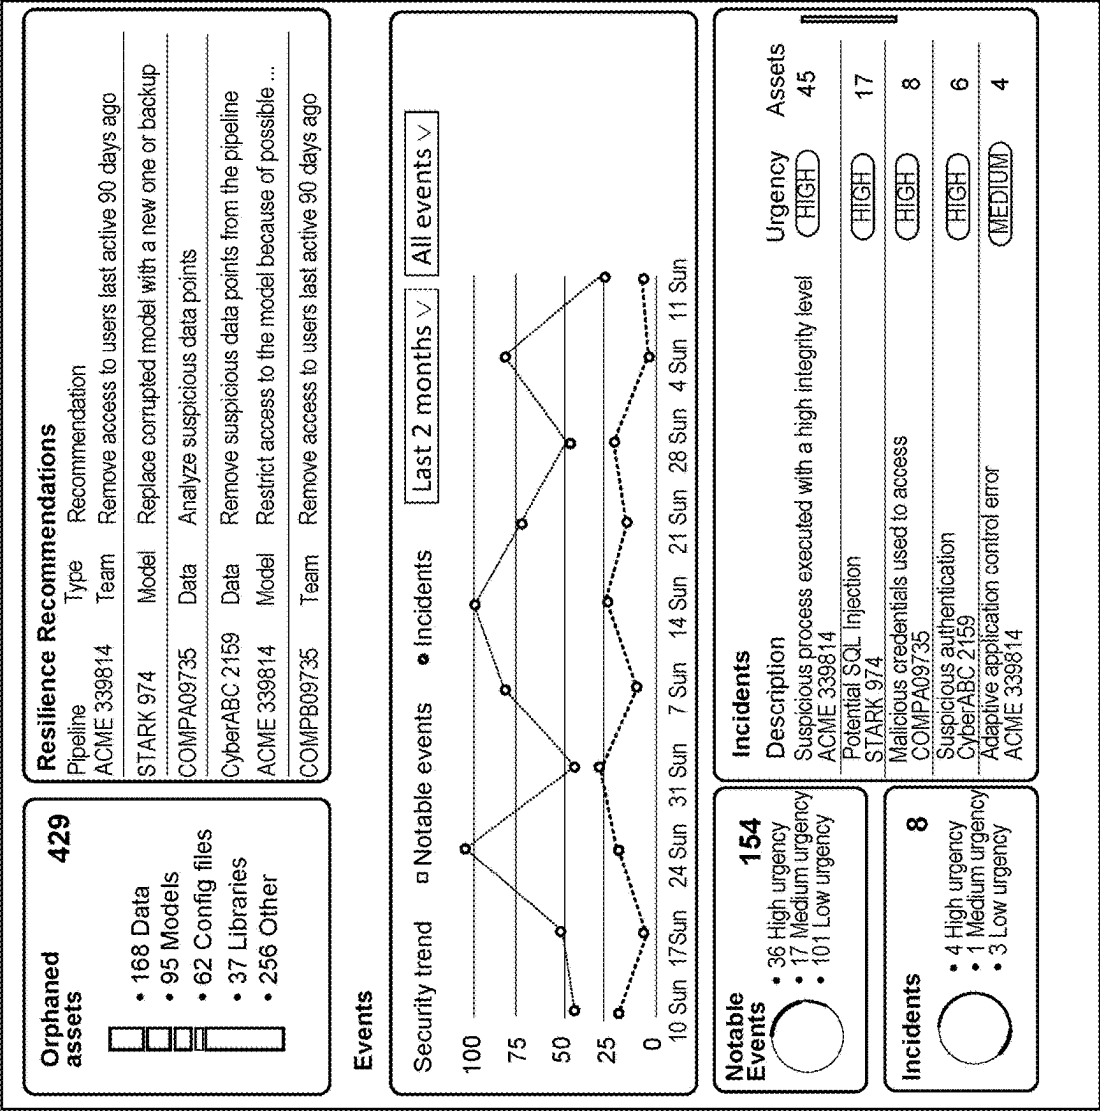 Orphaned
assets
429
• 168 Data
• 95 Models
• 62 Config files
• 37 Libraries
• 256 Other
Resilience Recommendations
Pipeline Type Recommendation
ACME 339814 Team Remove access to users last active 90 days ago
STARK 974 Model Replace corrupted model with a new one or backup
COMPA09735 Data Analyze suspicious data points
CyberABC 2159 Data Remove suspicious data points from the pipeline
ACME 339814 Model Restrict access to the model because of possible ...
COMPB09735 Team Remove access to users last active 90 days ago
Events
Security trend Notable events Incidents Last 2 months All events
100
75
50
25
0
10 Sun 17Sun 24 Sun 31 Sun 7 Sun 14 Sun 21 Sun 28 Sun 4 Sun 11 Sun
Notable
Events
154
• 36 High urgency
• 17 Medium urgency
• 101 Low urgency
Incidents
8
• 4 High urgency
• 1 Medium urgency
• 3 Low urgency
Incidents
Description Urgency Assets
Suspicious process executed with a high integrity level HIGH 45
ACME 339814
Potential SQL Injection HIGH 17
STARK 974
Malicious credentials used to access HIGH 8
COMPA09735
Suspicious authentication HIGH 6
CyberABC 2159
Adaptive application control error MEDIUM 4
ACME 339814